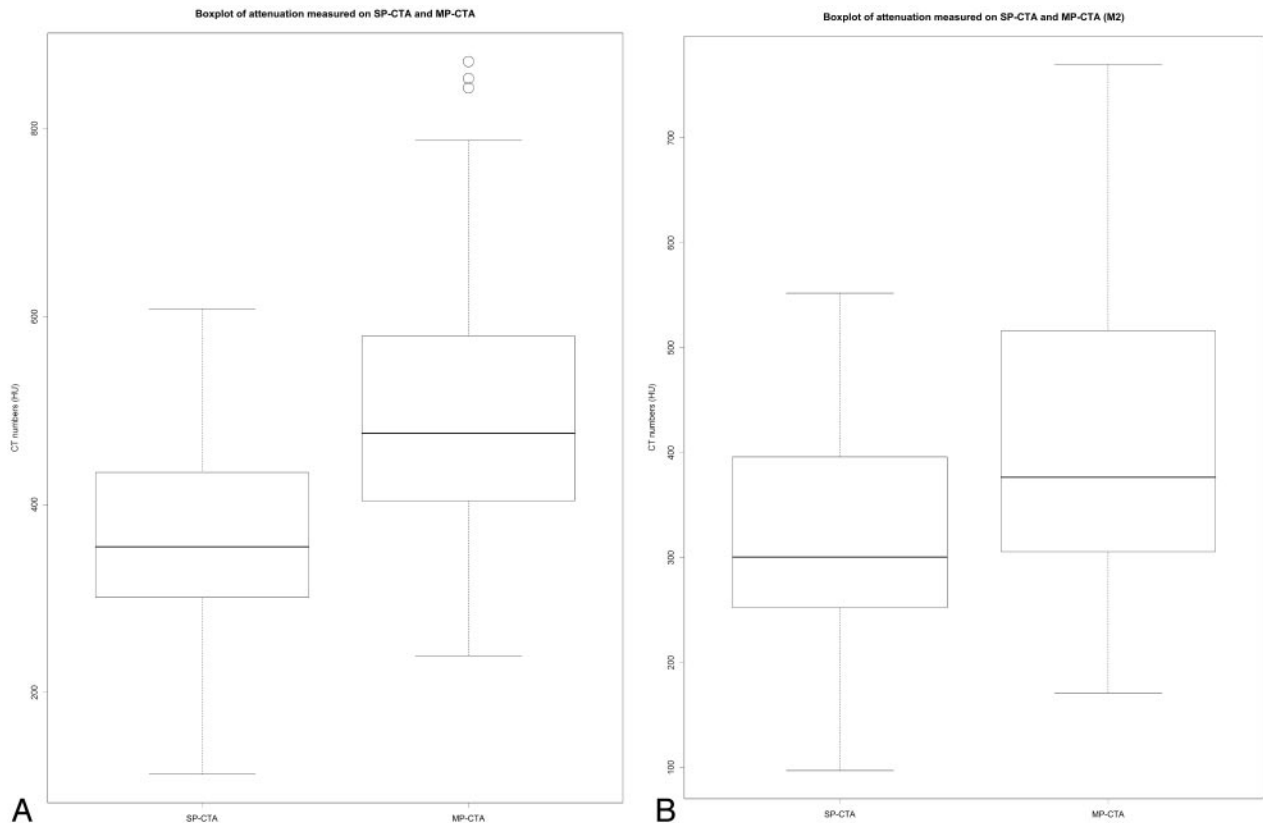 Boxplot of attenuation measured on SP-CTA and MP-CTA
CT numbers (HU)
800
600
400
200
SP-CTA
MP-CTA
A
Boxplot of attenuation measured on SP-CTA and MP-CTA (M2)
CT numbers (HU)
700
600
500
400
300
200
100
SP-CTA
MP-CTA
B